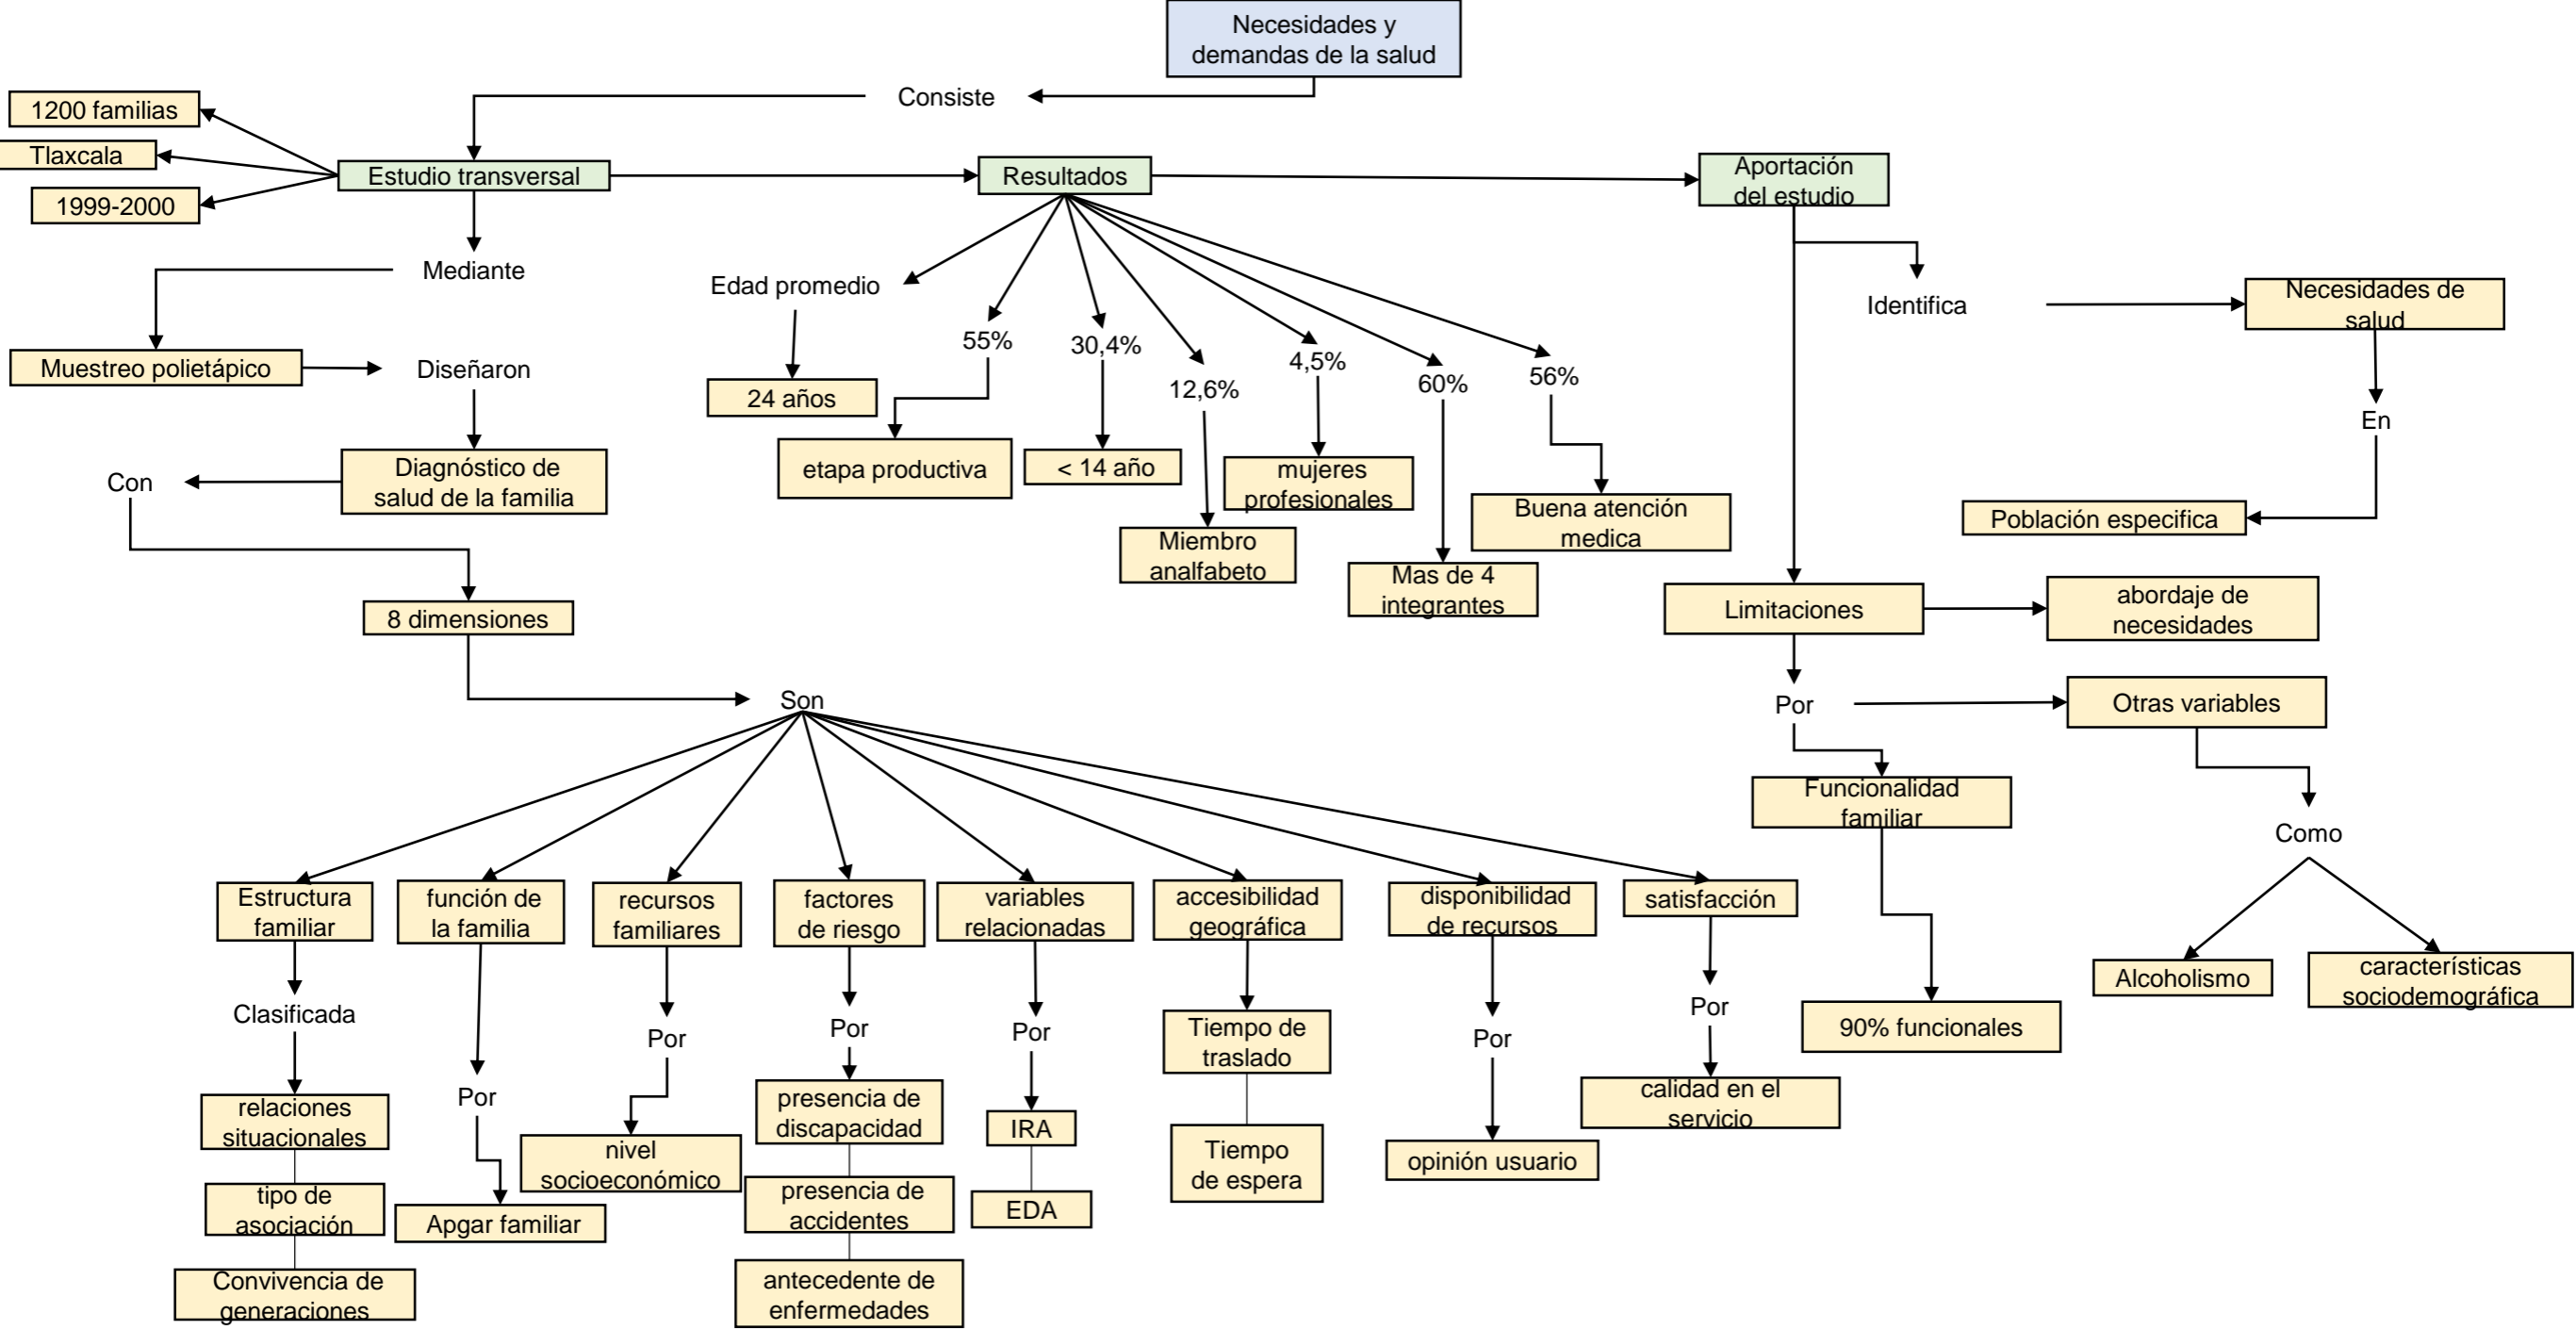 Necesidades y
demandas de la salud
Consiste
1200 familias
Tlaxcala
1999-2000
Estudio transversal
Resultados
Aportación
del estudio
Mediante
Muestreo polietápico
Diseñaron
Diagnóstico de
salud de la familia
Con
8 dimensiones
Edad promedio
24 años
55%
etapa productiva
30,4%
< 14 año
12,6%
Miembro
analfabeto
4,5%
mujeres
profesionales
60%
Mas de 4
integrantes
56%
Buena atención
medica
Identifica
Necesidades de
salud
En
Población especifica
Limitaciones
abordaje de
necesidades
Por
Otras variables
Funcionalidad
familiar
90% funcionales
Como
Alcoholismo
características
sociodemográfica
Son
Estructura
familiar
Clasificada
relaciones
situacionales
tipo de
asociación
Convivencia de
generaciones
función de
la familia
Por
Apgar familiar
recursos
familiares
Por
nivel
socioeconómico
factores
de riesgo
Por
presencia de
discapacidad
presencia de
accidentes
antecedente de
enfermedades
variables
relacionadas
Por
IRA
EDA
accesibilidad
geográfica
Tiempo de
traslado
Tiempo
de espera
disponibilidad
de recursos
Por
opinión usuario
satisfacción
Por
calidad en el
servicio